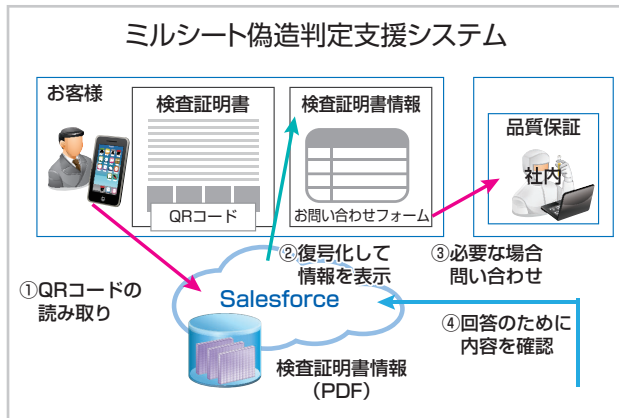 ミルシート偽造判定支援システム
お客様
検査証明書
QRコード
検査証明書情報
お問い合わせフォーム
品質保証
社内
①QRコードの
読み取り
②復号化して
情報を表示
③必要な場合
問い合わせ
Salesforce
④回答のために
内容を確認
検査証明書情報
（PDF）